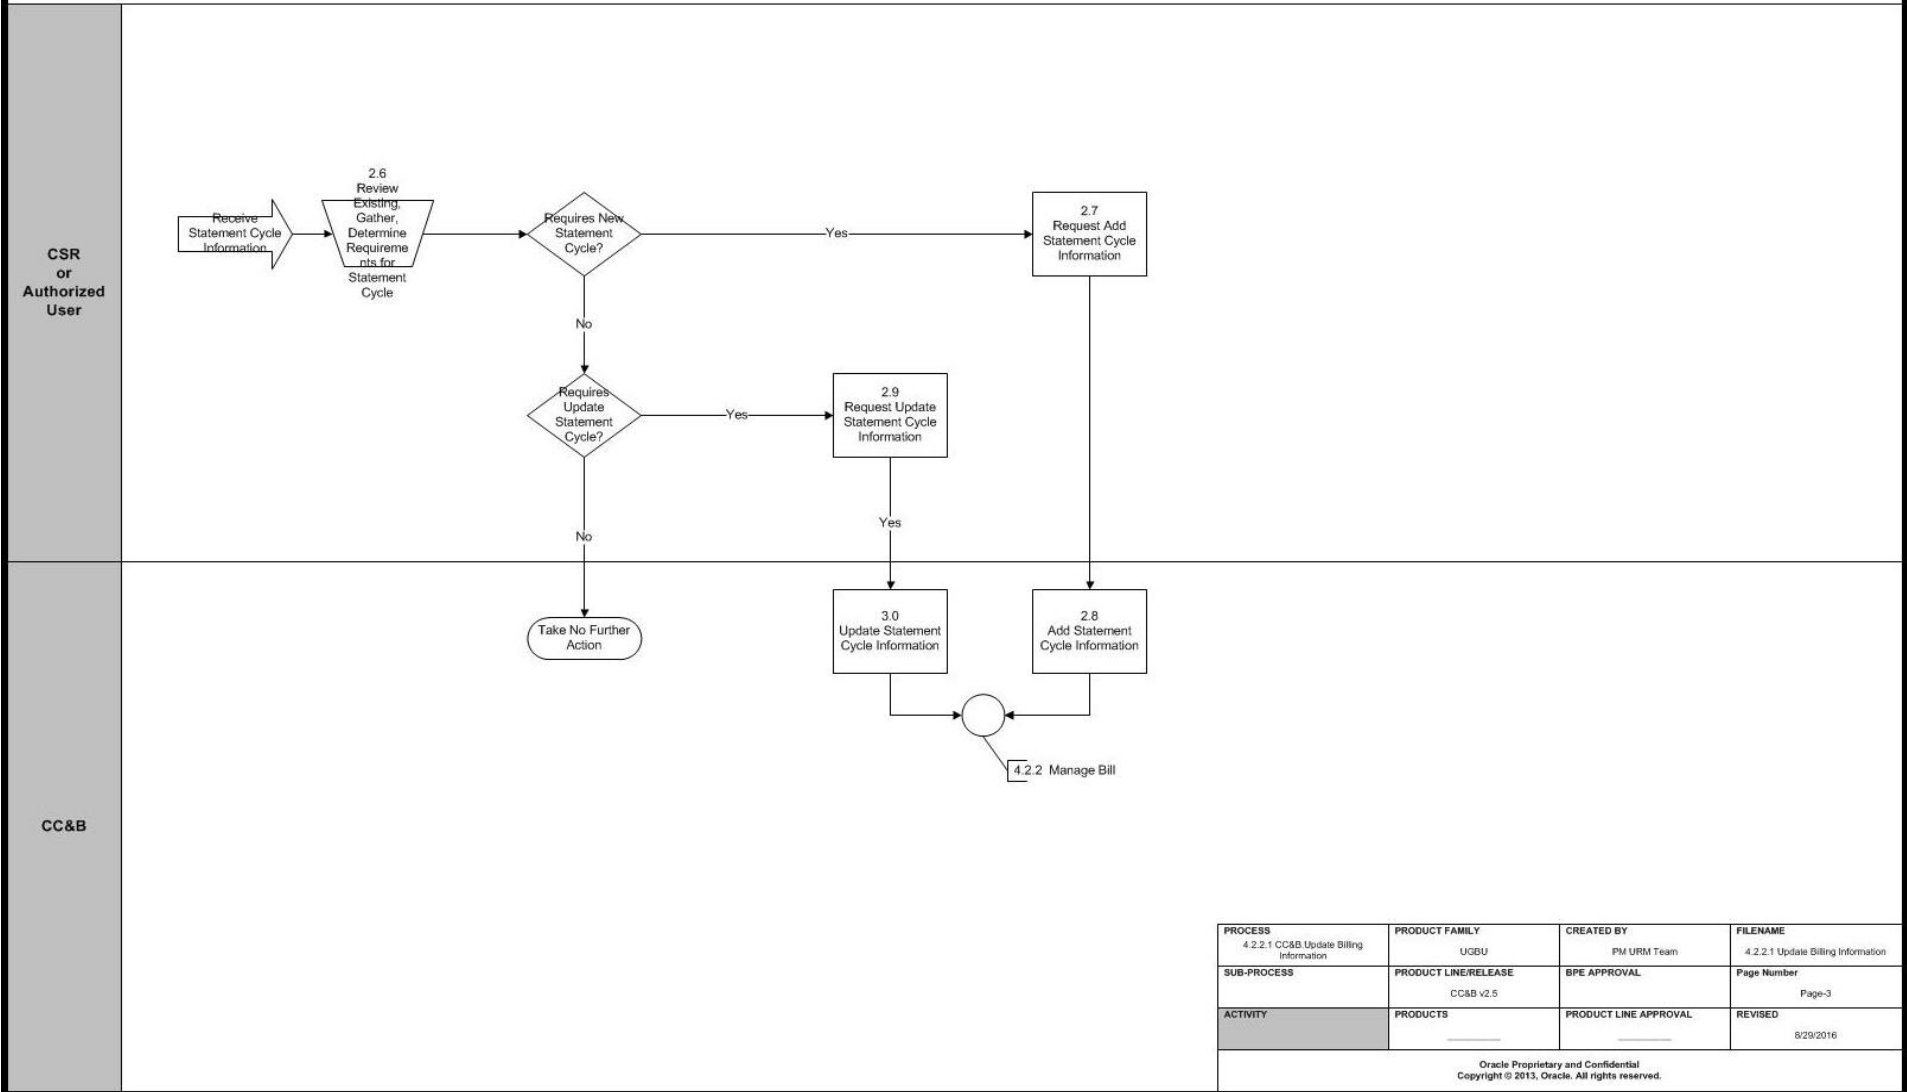 CSR
or
Authorized
User
Receive
Statement Cycle
Information
2.6
Review
Existing,
Gather,
Determine
Requireme
nts for
Statement
Cycle
Requires New
Statement
Cycle?
Yes
2.7
Request Add
Statement Cycle
Information
No
Requires
Update
Statement
Cycle?
Yes
2.9
Request Update
Statement Cycle
Information
Yes
No
CC&B
Take No Further
Action
3.0
Update Statement
Cycle Information
2.8
Add Statement
Cycle Information
4.2.2 Manage Bill
PROCESS
4.2.2.1 CC&B.Update Billing
Information
PRODUCT FAMILY
UGBU
CREATED BY
PM URM Team
FILENAME
4.2.2.1 Update Billing Information
SUB-PROCESS
PRODUCT LINE/RELEASE
CC&B v2.5
BPE APPROVAL
Page Number
Page-3
ACTIVITY
PRODUCTS
PRODUCT LINE APPROVAL
REVISED
8/29/2016
Oracle Proprietary and Confidential
Copyright © 2013, Oracle. All rights reserved.